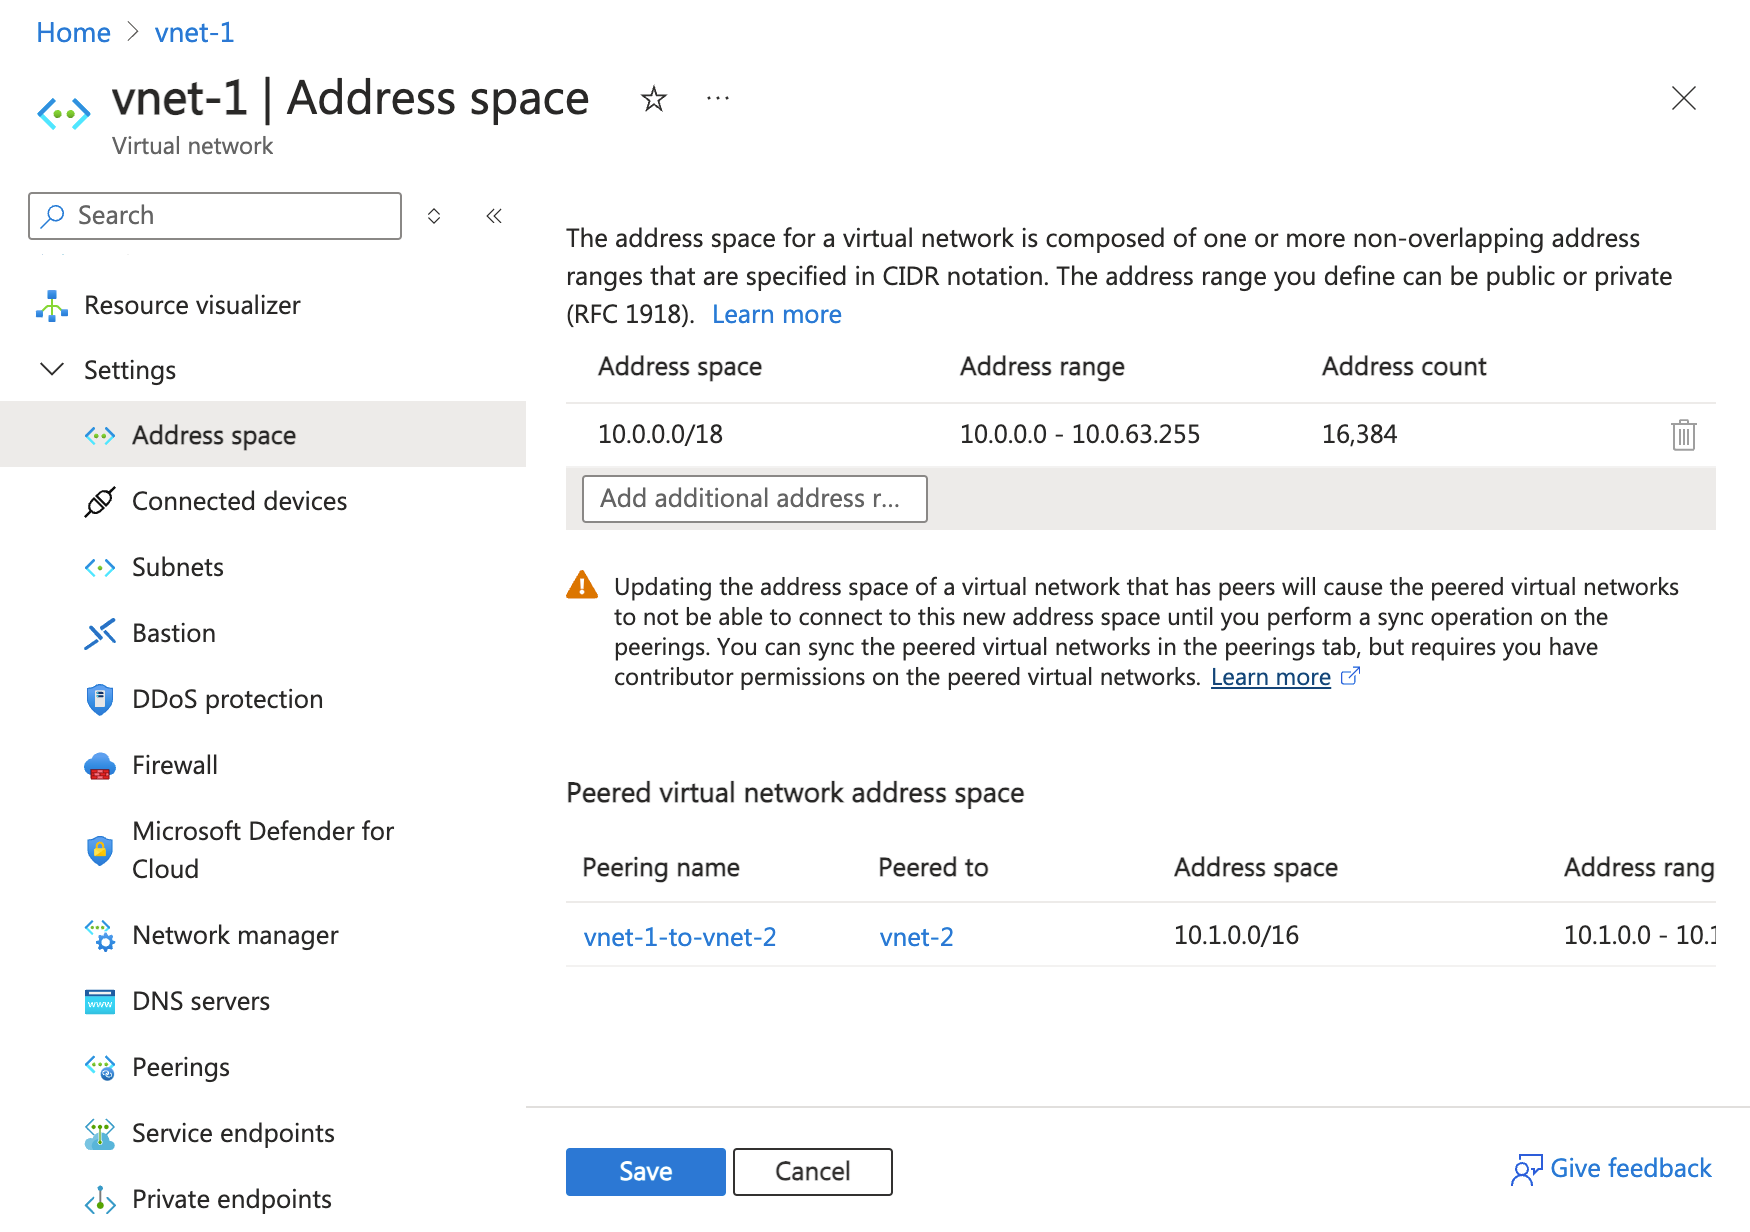 Home > vnet-1
vnet-1 | Address space
Virtual network
Search
Resource visualizer
Settings
Address space
Connected devices
Subnets
Bastion
DDoS protection
Firewall
Microsoft Defender for
Cloud
Network manager
DNS servers
Peerings
Service endpoints
Private endpoints
The address space for a virtual network is composed of one or more non-overlapping address
ranges that are specified in CIDR notation. The address range you define can be public or private
(RFC 1918). Learn more
Address space Address range Address count
10.0.0.0/18 10.0.0.0 - 10.0.63.255 16,384
Add additional address r...
Updating the address space of a virtual network that has peers will cause the peered virtual networks
to not be able to connect to this new address space until you perform a sync operation on the
peerings. You can sync the peered virtual networks in the peerings tab, but requires you have
contributor permissions on the peered virtual networks. Learn more
Peered virtual network address space
Peering name Peered to Address space Address rang
vnet-1-to-vnet-2 vnet-2 10.1.0.0/16 10.1.0.0 - 10.1
Save Cancel Give feedback